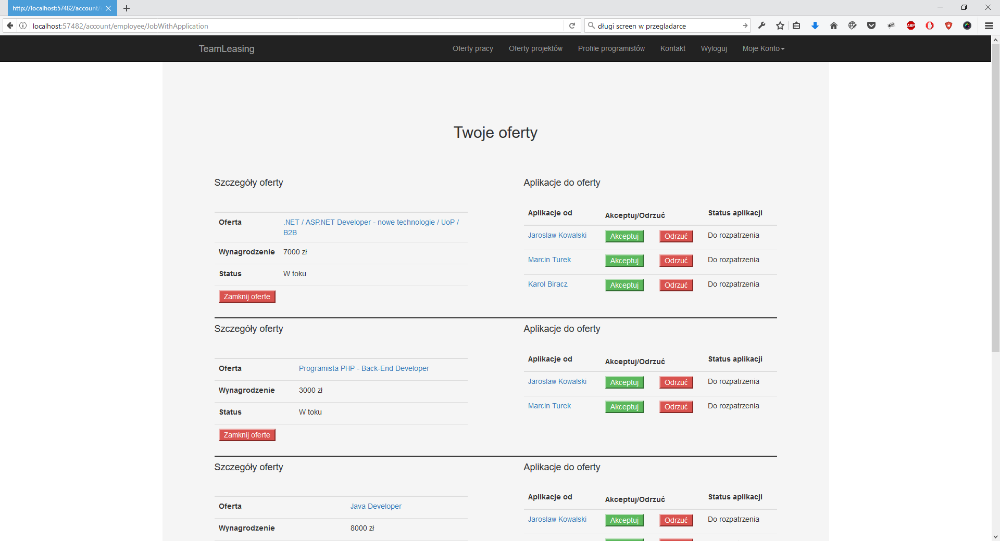 http://localhost:57482/account/
localhost:57482/account/employee/JobWithApplication
długi screen w przegladarce
ABP
TeamLeasing
Oferty pracy
Oferty projektów
Profile programistów
Kontakt
Wyloguj
Moje Konto
Twoje oferty
Szczegóły oferty
Oferta .NET / ASP.NET Developer - nowe technologie / UoP /
B2B
Wynagrodzenie 7000 zł
Status W toku
Zamknij oferte
Aplikacje do oferty
Aplikacje od Akceptuj/Odrzuć Status aplikacji
Jaroslaw Kowalski Akceptuj Odrzuć Do rozpatrzenia
Marcin Turek Akceptuj Odrzuć Do rozpatrzenia
Karol Biracz Akceptuj Odrzuć Do rozpatrzenia
Szczegóły oferty
Oferta Programista PHP - Back-End Developer
Wynagrodzenie 3000 zł
Status W toku
Zamknij oferte
Aplikacje do oferty
Aplikacje od Akceptuj/Odrzuć Status aplikacji
Jaroslaw Kowalski Akceptuj Odrzuć Do rozpatrzenia
Marcin Turek Akceptuj Odrzuć Do rozpatrzenia
Szczegóły oferty
Oferta Java Developer
Wynagrodzenie 8000 zł
Aplikacje do oferty
Aplikacje od Akceptuj/Odrzuć Status aplikacji
Jaroslaw Kowalski Akceptuj Odrzuć Do rozpatrzenia